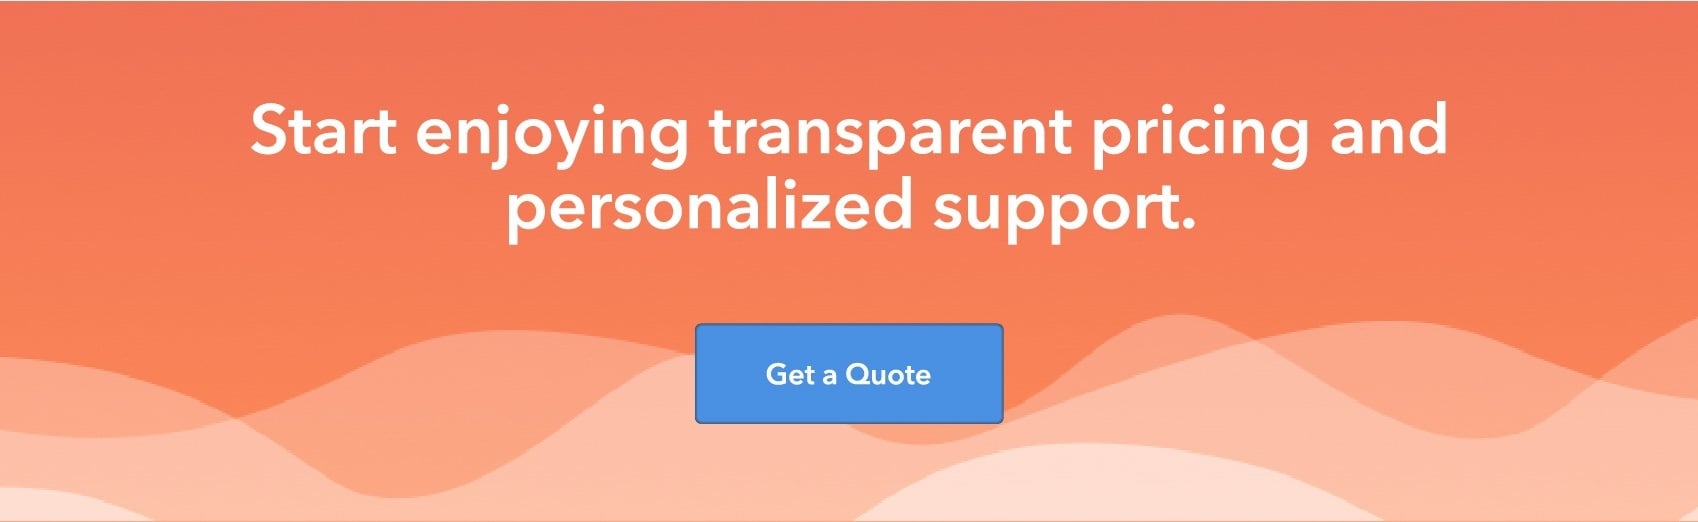 Start enjoying transparent pricing and
personalized support.
Get a Quote